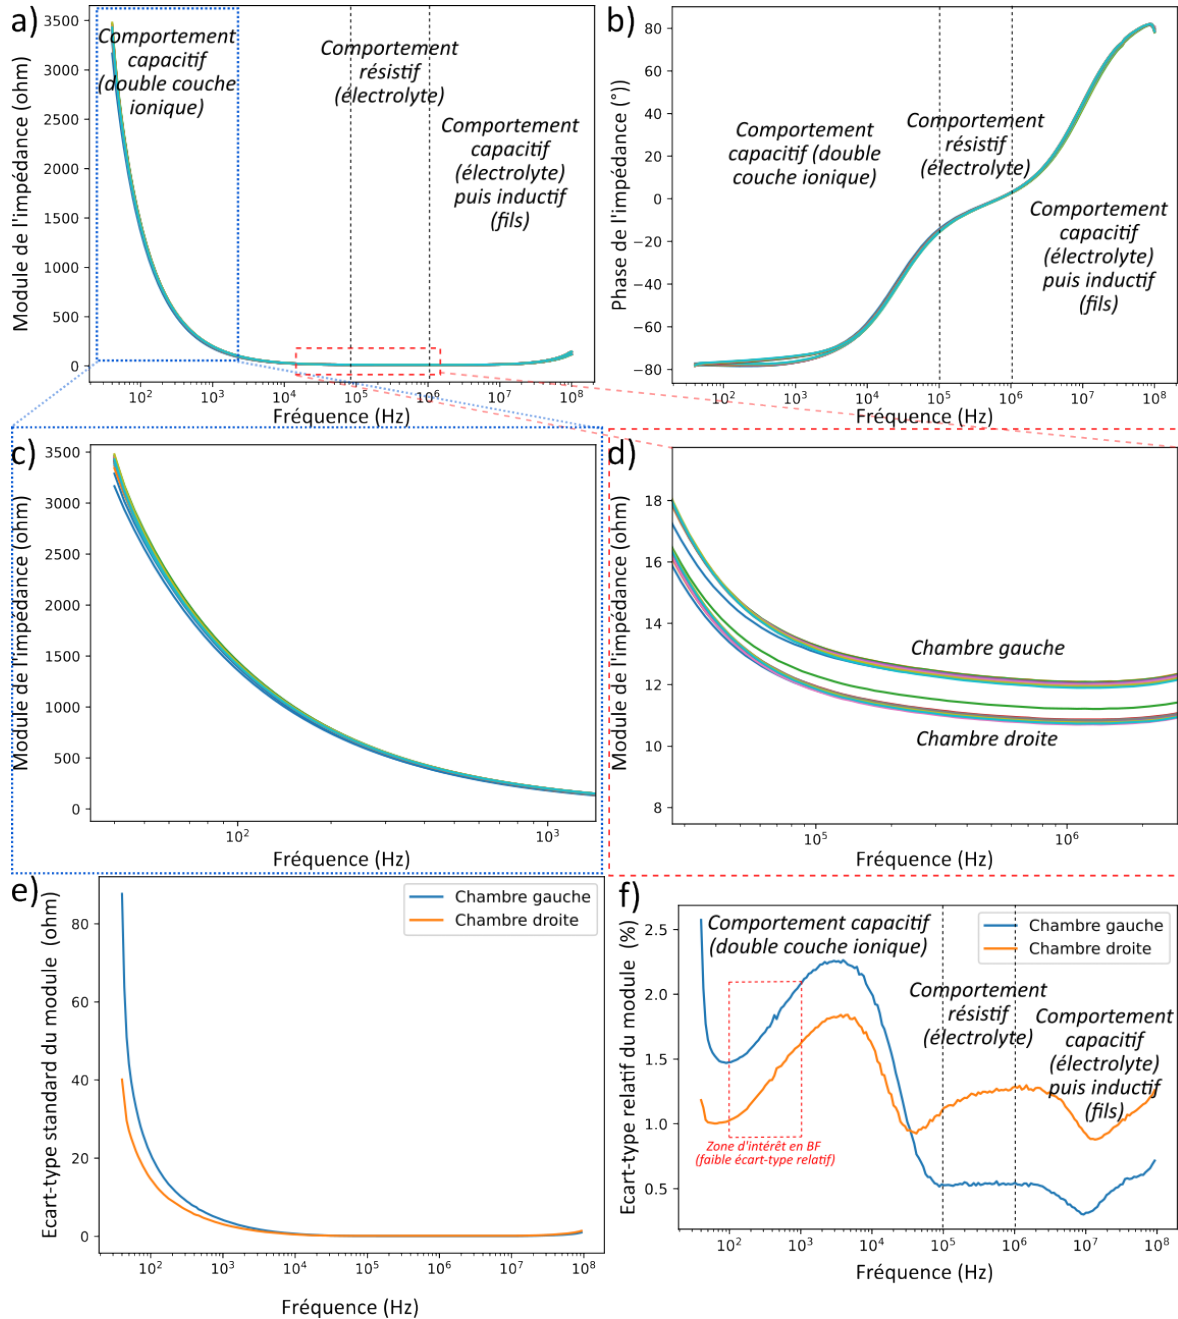 a)
Module de l'impédance (ohm)
3500
3000
2500
2000
1500
1000
500
0
Comportement
capacitif
(double couche
ionique)
Comportement
résistif
(électrolyte)
Comportement
capacitif
(électrolyte)
puis inductif
(fils)
10² 10³ 10⁴ 10⁵ 10⁶ 10⁷ 10⁸
Fréquence (Hz)
b)
Phase de l'impédance (°))
80
60
40
20
0
−20
−40
−60
−80
Comportement
capacitif (double
couche ionique)
Comportement
résistif
(électrolyte)
Comportement
capacitif
(électrolyte)
puis inductif
(fils)
10² 10³ 10⁴ 10⁵ 10⁶ 10⁷ 10⁸
Fréquence (Hz)
c)
Module de l'impédance (ohm)
3500
3000
2500
2000
1500
1000
500
0
10² 10³
Fréquence (Hz)
d)
Module de l'impédance (ohm)
18
16
14
12
10
8
Chambre gauche
Chambre droite
10⁵ 10⁶
Fréquence (Hz)
e)
Ecart-type standard du module (ohm)
80
60
40
20
0
Chambre gauche
Chambre droite
10² 10³ 10⁴ 10⁵ 10⁶ 10⁷ 10⁸
Fréquence (Hz)
f)
Ecart-type relatif du module (%)
2.5
2.0
1.5
1.0
0.5
Comportement capacitif
(double couche ionique)
Chambre gauche
Chambre droite
Comportement
résistif
(électrolyte)
Comportement
capacitif
(électrolyte)
puis inductif
(fils)
Zone d'intérêt en BF
(faible écart-type relatif)
10² 10³ 10⁴ 10⁵ 10⁶ 10⁷ 10⁸
Fréquence (Hz)